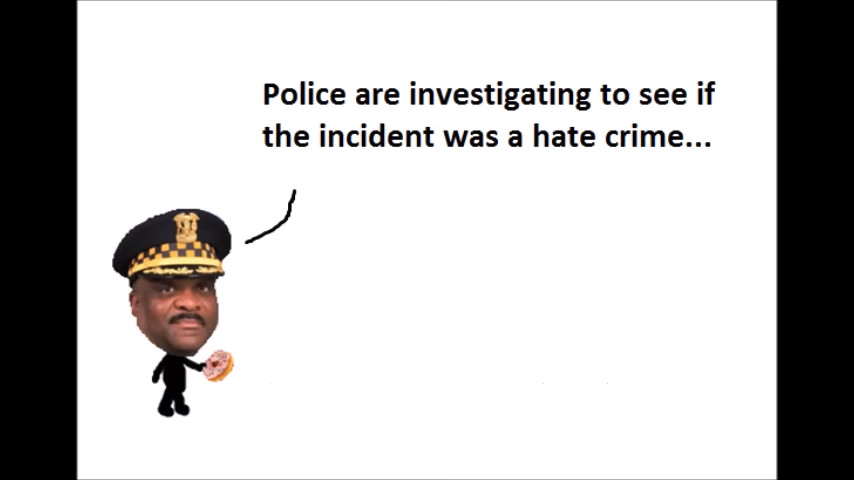 Police are investigating to see if
the incident was a hate crime...